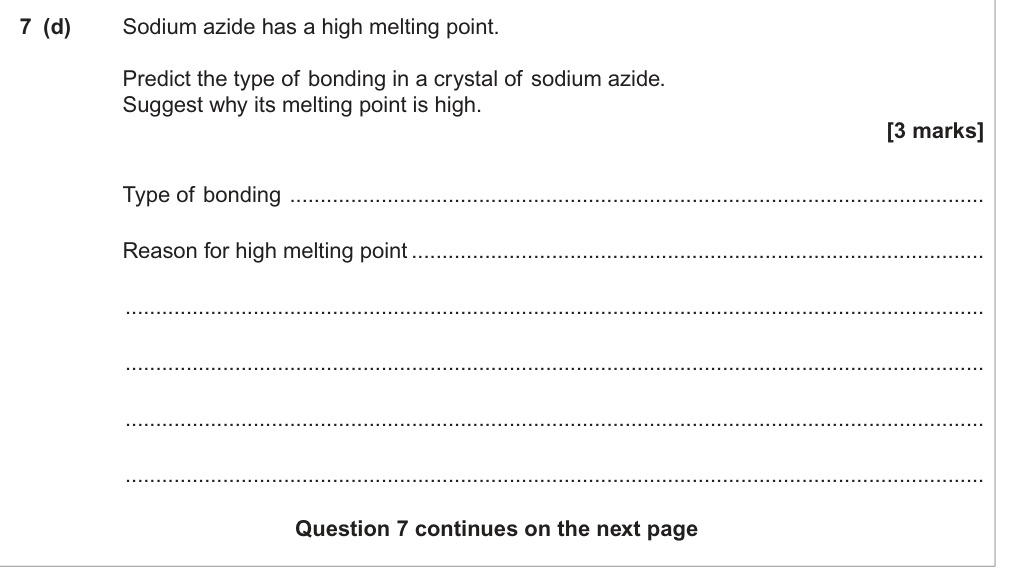 7 (d) Sodium azide has a high melting point.
Predict the type of bonding in a crystal of sodium azide.
Suggest why its melting point is high.
[3 marks]
Type of bonding ....................................................................................................................
Reason for high melting point ...............................................................................................
...............................................................................................................................................
...............................................................................................................................................
...............................................................................................................................................
...............................................................................................................................................
Question 7 continues on the next page